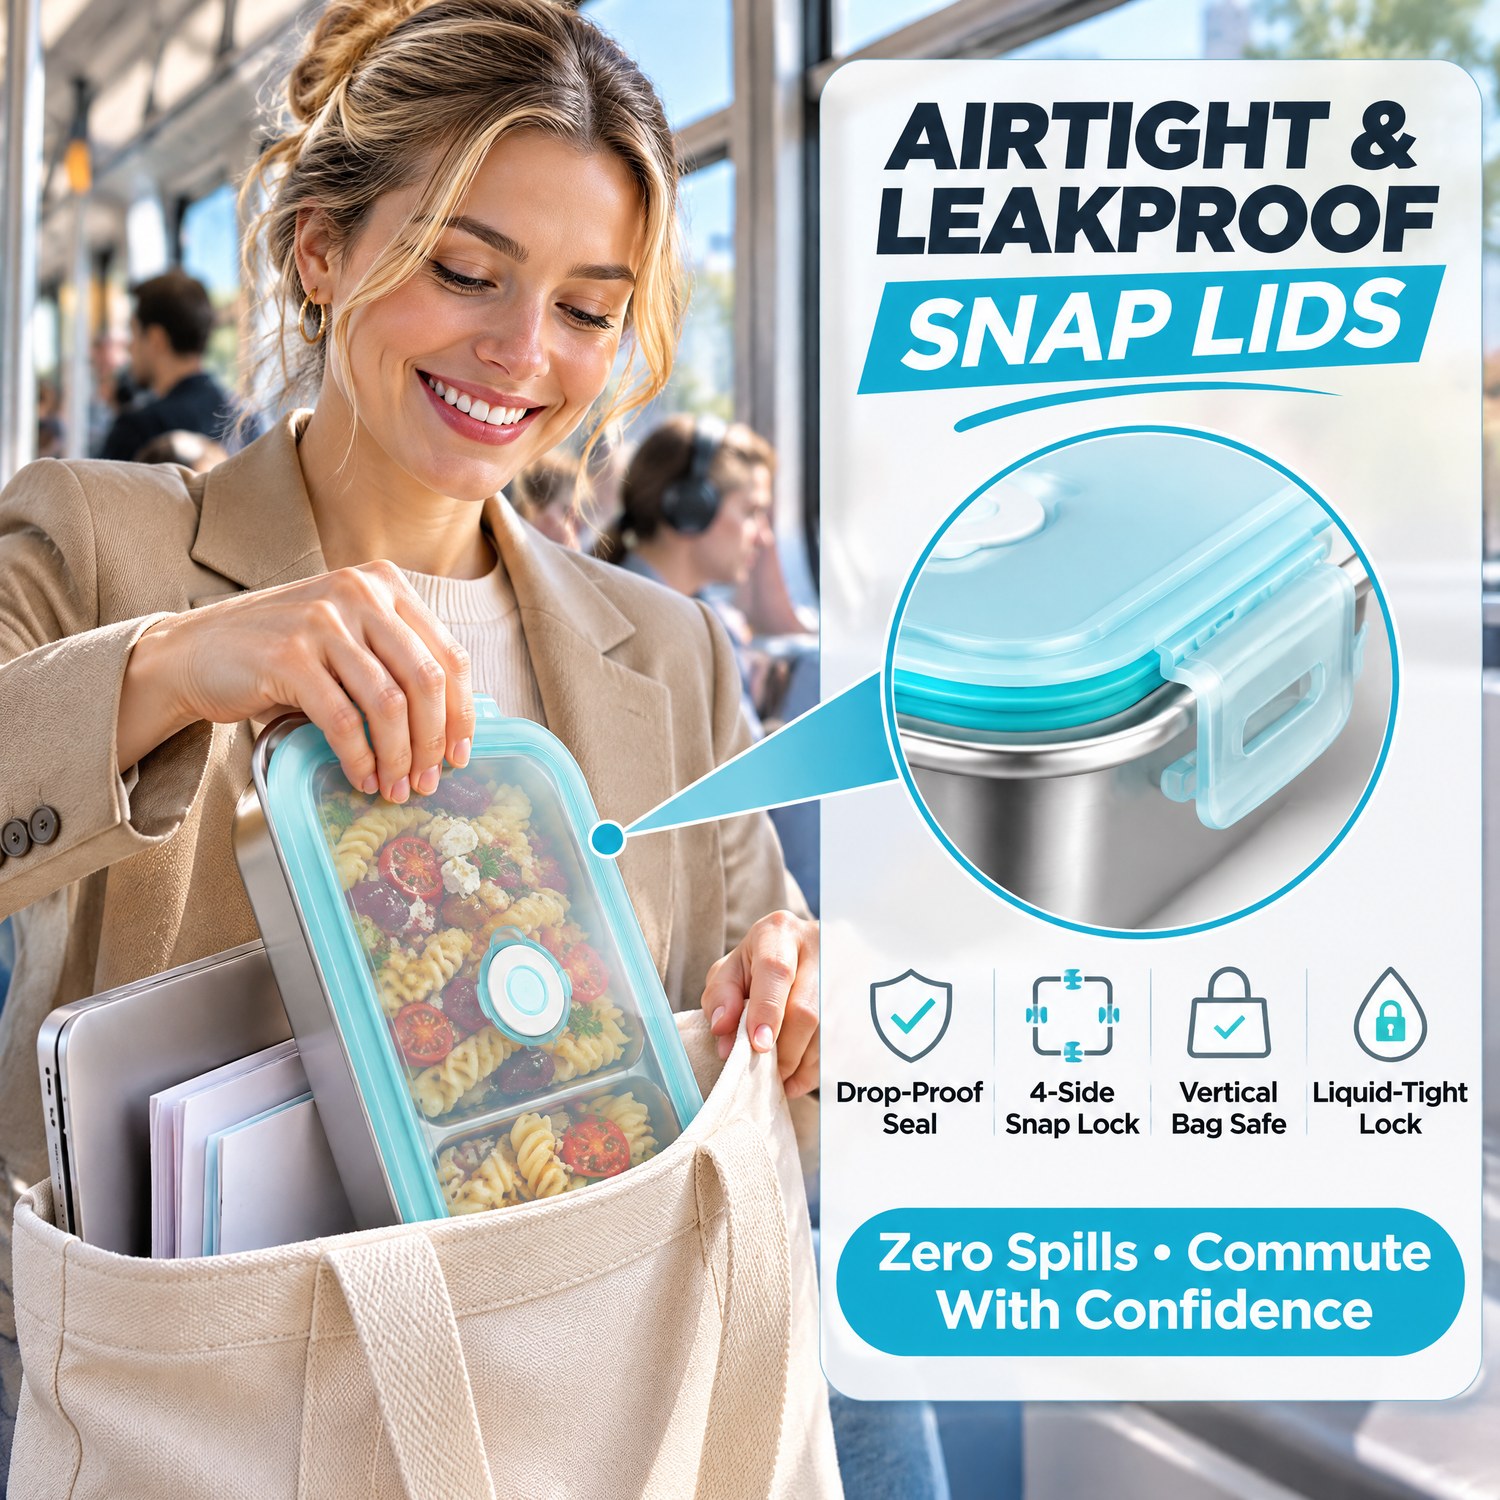 AIRTIGHT &
LEAKPROOF
SNAP LIDS
Drop-Proof
Seal
4-Side
Snap Lock
Vertical
Bag Safe
Liquid-Tight
Lock
Zero Spills • Commute
With Confidence